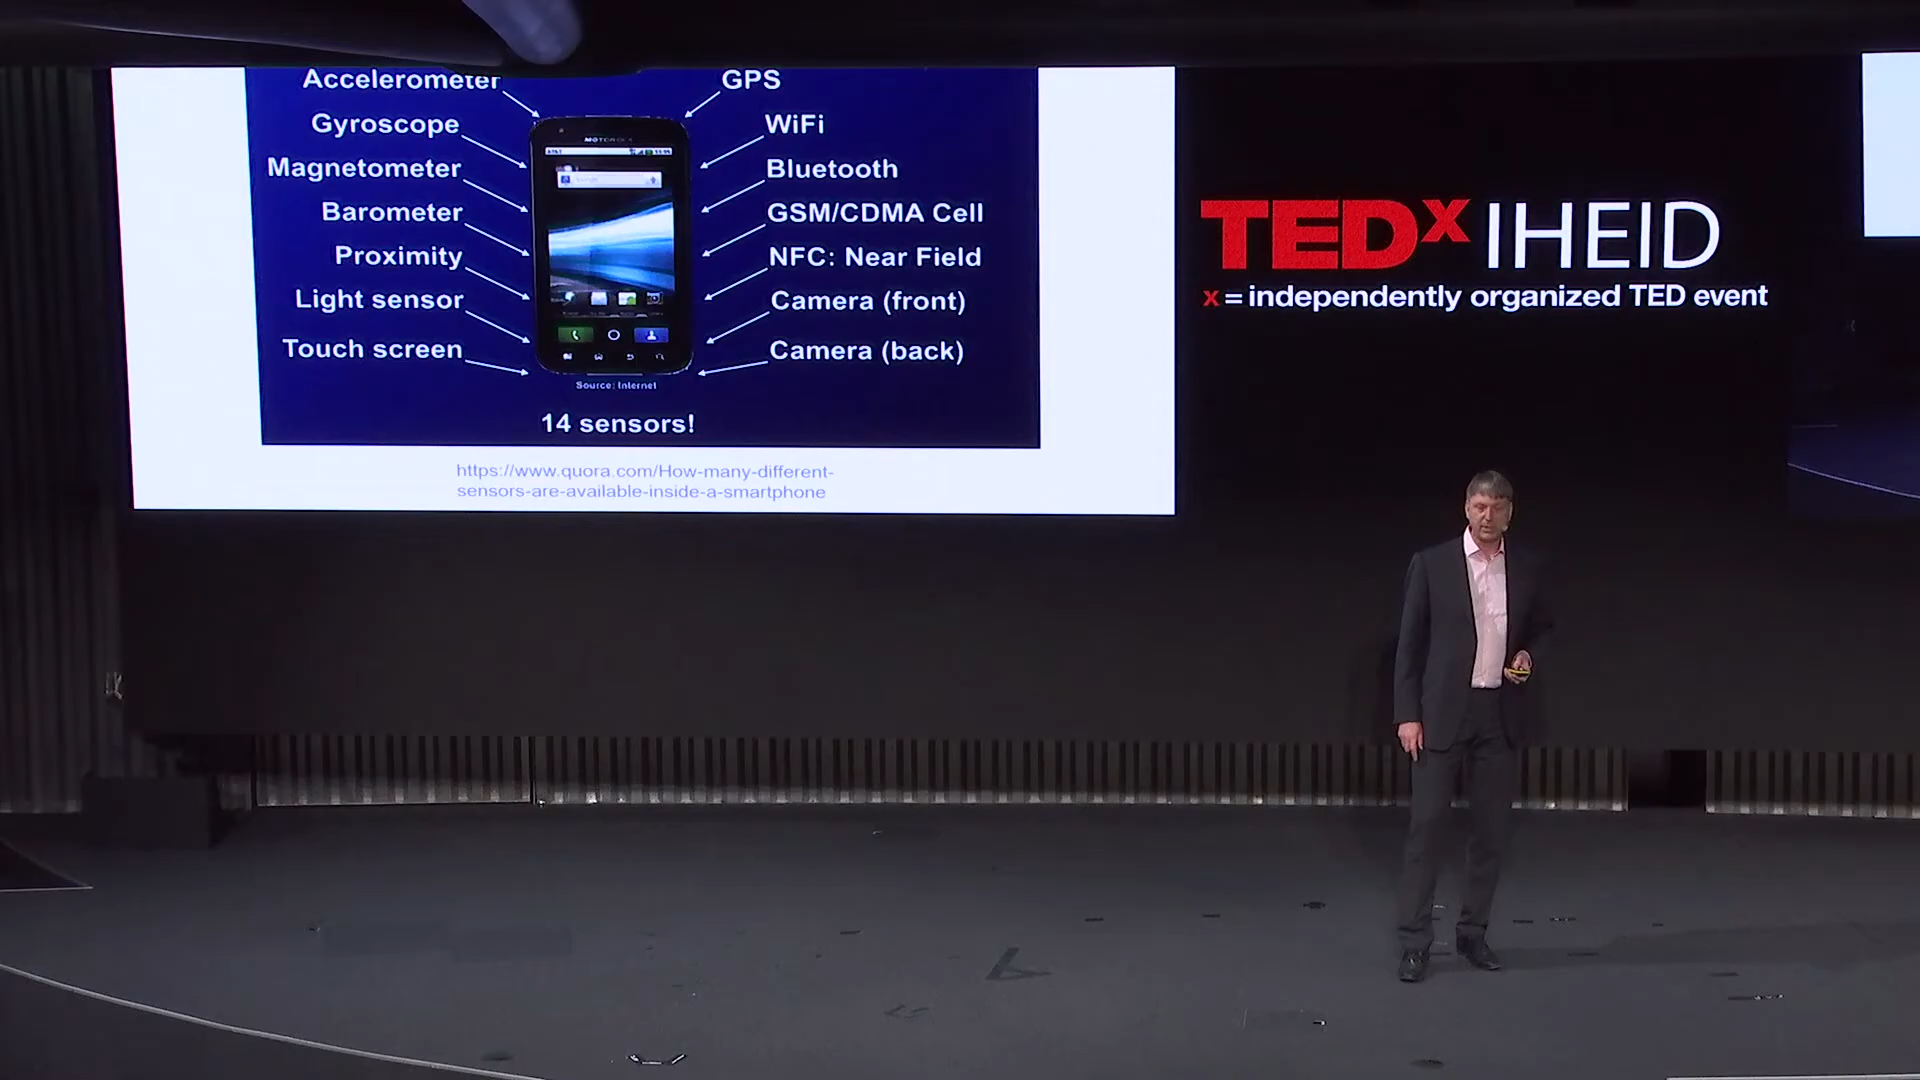 Accelerometer
Gyroscope
Magnetometer
Barometer
Proximity
Light sensor
Touch screen
GPS
WiFi
Bluetooth
GSM/CDMA Cell
NFC: Near Field
Camera (front)
Camera (back)
MOTOROLA
Source: Internet
14 sensors!
https://www.quora.com/How-many-different-
sensors-are-available-inside-a-smartphone
TEDx IHEID
x = independently organized TED event